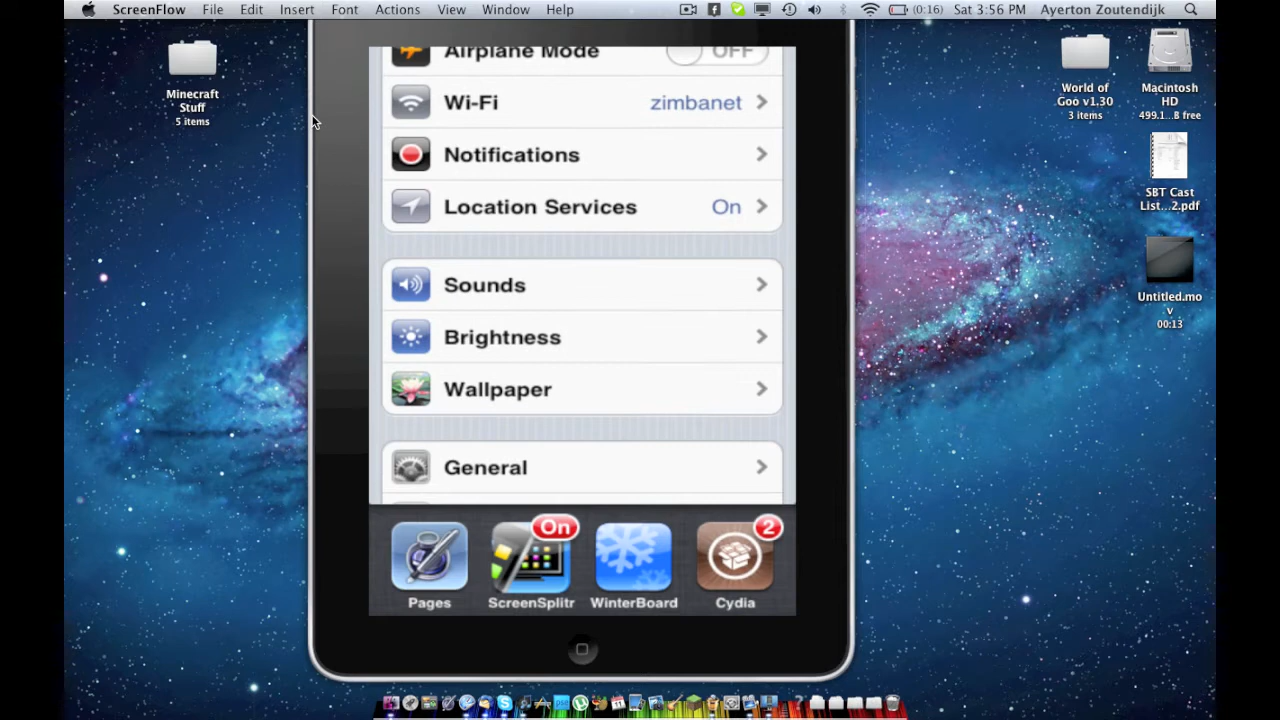 ScreenFlow File Edit Insert Font Actions View Window Help (0:16) Sat 3:56 PM Ayerton Zoutendijk
Minecraft
Stuff
5 items
World of
Goo v1.30
3 items
Macintosh
HD
499.1...B free
SBT Cast
List...2.pdf
Untitled.mo
v
00:13
Airplane Mode OFF
Wi-Fi zimbanet
Notifications
Location Services On
Sounds
Brightness
Wallpaper
General
On
2
Pages ScreenSplitr WinterBoard Cydia